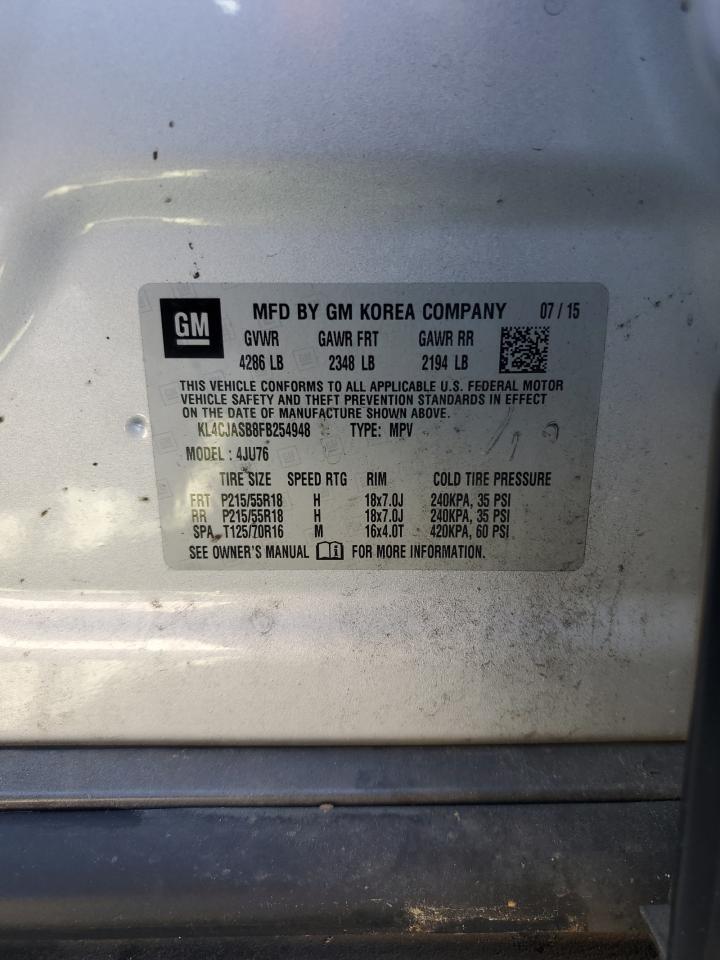 GM MFD BY GM KOREA COMPANY 07 / 15
GVWR GAWR FRT GAWR RR
4286 LB 2348 LB 2194 LB
THIS VEHICLE CONFORMS TO ALL APPLICABLE U.S. FEDERAL MOTOR
VEHICLE SAFETY AND THEFT PREVENTION STANDARDS IN EFFECT
ON THE DATE OF MANUFACTURE SHOWN ABOVE.
KL4CJASB8FB254948 TYPE: MPV
MODEL : 4JU76
TIRE SIZE SPEED RTG RIM COLD TIRE PRESSURE
FRT P215/55R18 H 18x7.0J 240KPA, 35 PSI
RR P215/55R18 H 18x7.0J 240KPA, 35 PSI
SPA T125/70R16 M 16x4.0T 420KPA, 60 PSI
SEE OWNER'S MANUAL FOR MORE INFORMATION.